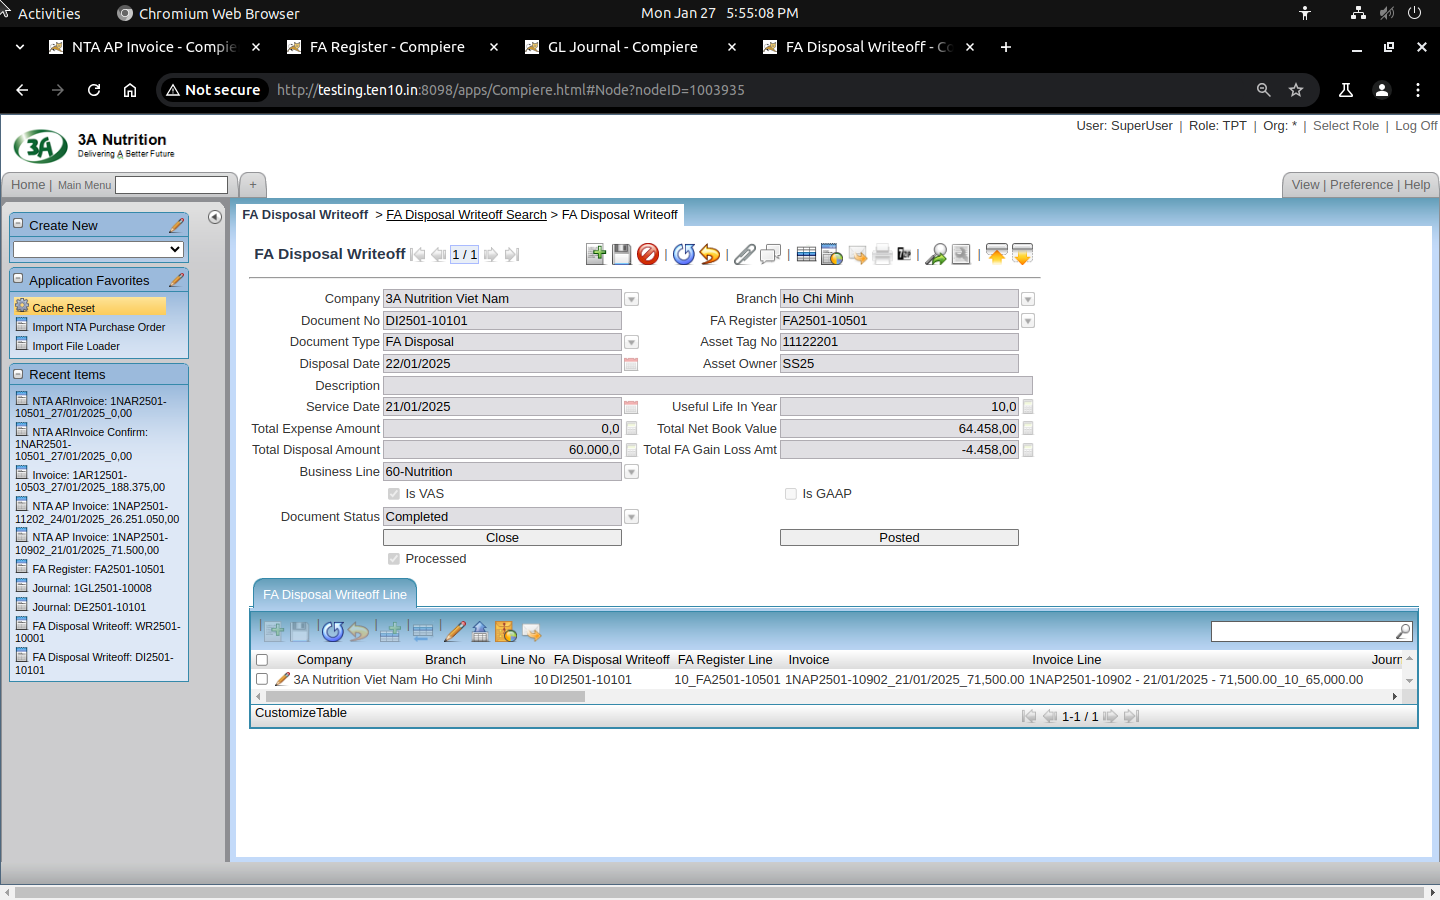 Activities
Chromium Web Browser
Mon Jan 27 5:55:08 PM
NTA AP Invoice - Compie
FA Register - Compiere
GL Journal - Compiere
FA Disposal Writeoff - Co
Not secure
http://testing.ten10.in:8098/apps/Compiere.html#Node?nodeID=1003935
User: SuperUser | Role: TPT | Org: * | Select Role | Log Off
3A
3A Nutrition
Delivering A Better Future
Home | Main Menu
+
View | Preference | Help
Create New
Application Favorites
Cache Reset
Import NTA Purchase Order
Import File Loader
Recent Items
NTA ARInvoice: 1NAR2501-
10501_27/01/2025_0,00
NTA ARInvoice Confirm:
1NAR2501-
10501_27/01/2025_0,00
Invoice: 1AR12501-
10503_27/01/2025_188.375,00
NTA AP Invoice: 1NAP2501-
11202_24/01/2025_26.251.050,00
NTA AP Invoice: 1NAP2501-
10902_21/01/2025_71.500,00
FA Register: FA2501-10501
Journal: 1GL2501-10008
Journal: DE2501-10101
FA Disposal Writeoff: WR2501-
10001
FA Disposal Writeoff: DI2501-
10101
FA Disposal Writeoff > FA Disposal Writeoff Search > FA Disposal Writeoff
FA Disposal Writeoff 1 / 1
Company 3A Nutrition Viet Nam Branch Ho Chi Minh
Document No DI2501-10101 FA Register FA2501-10501
Document Type FA Disposal Asset Tag No 11122201
Disposal Date 22/01/2025 Asset Owner SS25
Description
Service Date 21/01/2025 Useful Life In Year 10,0
Total Expense Amount 0,0 Total Net Book Value 64.458,00
Total Disposal Amount 60.000,0 Total FA Gain Loss Amt -4.458,00
Business Line 60-Nutrition
Is VAS Is GAAP
Document Status Completed
Close Posted
Processed
FA Disposal Writeoff Line
Company Branch Line No FA Disposal Writeoff FA Register Line Invoice Invoice Line Journ
3A Nutrition Viet Nam Ho Chi Minh 10 DI2501-10101 10_FA2501-10501 1NAP2501-10902_21/01/2025_71,500.00 1NAP2501-10902 - 21/01/2025 - 71,500.00_10_65,000.00
CustomizeTable 1-1 / 1